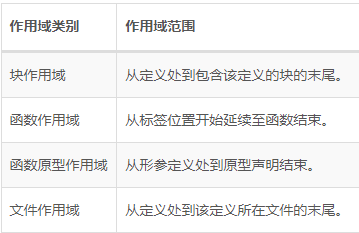 作用域类别 作用域范围
块作用域 从定义处到包含该定义的块的末尾。
函数作用域 从标签位置开始延续至函数结束。
函数原型作用域 从形参定义处到原型声明结束。
文件作用域 从定义处到该定义所在文件的末尾。